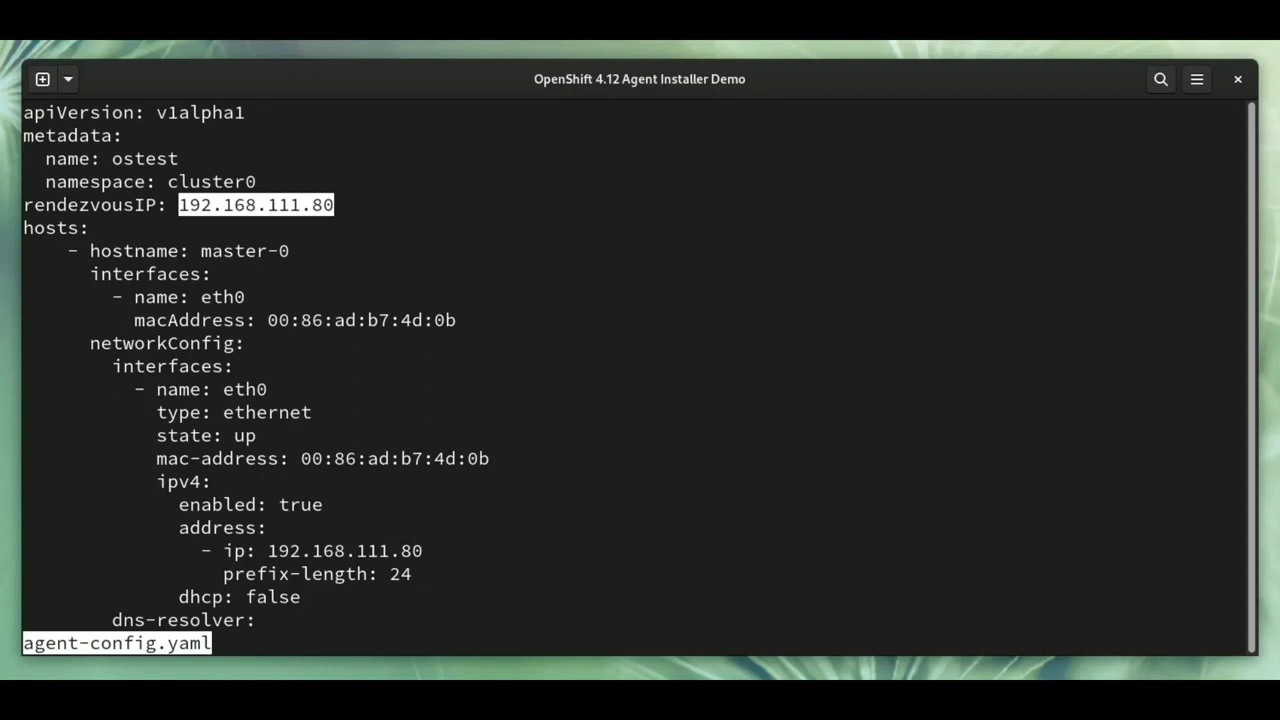 OpenShift 4.12 Agent Installer Demo
apiVersion: v1alpha1
metadata:
  name: ostest
  namespace: cluster0
rendezvousIP: 192.168.111.80
hosts:
    - hostname: master-0
      interfaces:
        - name: eth0
          macAddress: 00:86:ad:b7:4d:0b
      networkConfig:
        interfaces:
          - name: eth0
            type: ethernet
            state: up
            mac-address: 00:86:ad:b7:4d:0b
            ipv4:
              enabled: true
              address:
                - ip: 192.168.111.80
                  prefix-length: 24
              dhcp: false
        dns-resolver:
agent-config.yaml